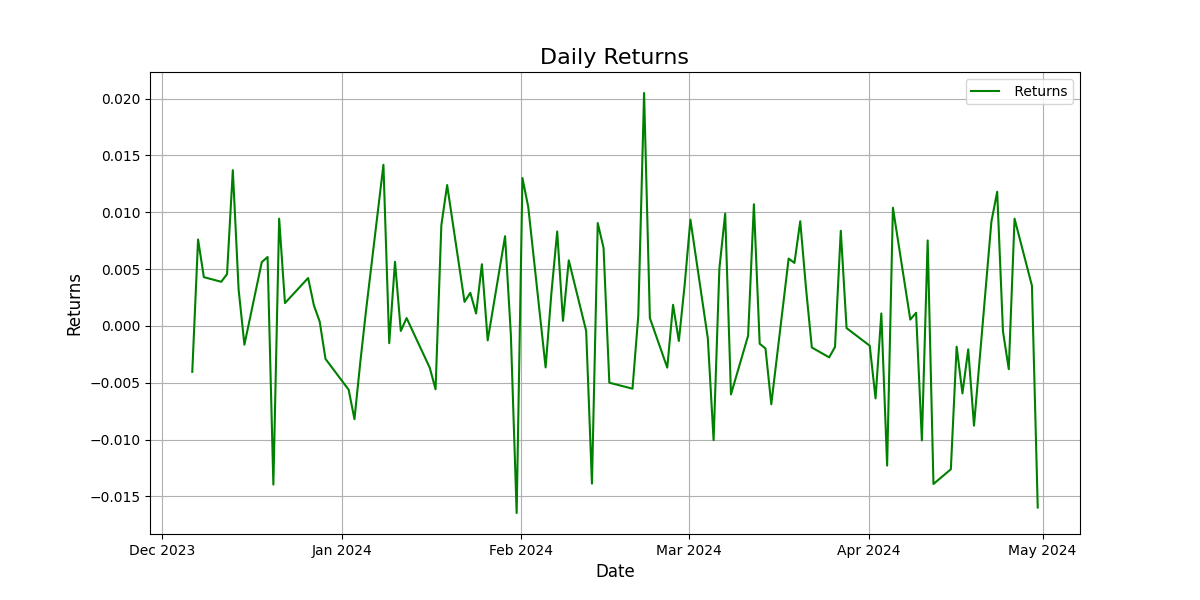 Daily Returns
Returns
0.020
0.015
0.010
0.005
0.000
−0.005
−0.010
−0.015
Returns
Dec 2023
Jan 2024
Feb 2024
Mar 2024
Apr 2024
May 2024
Date